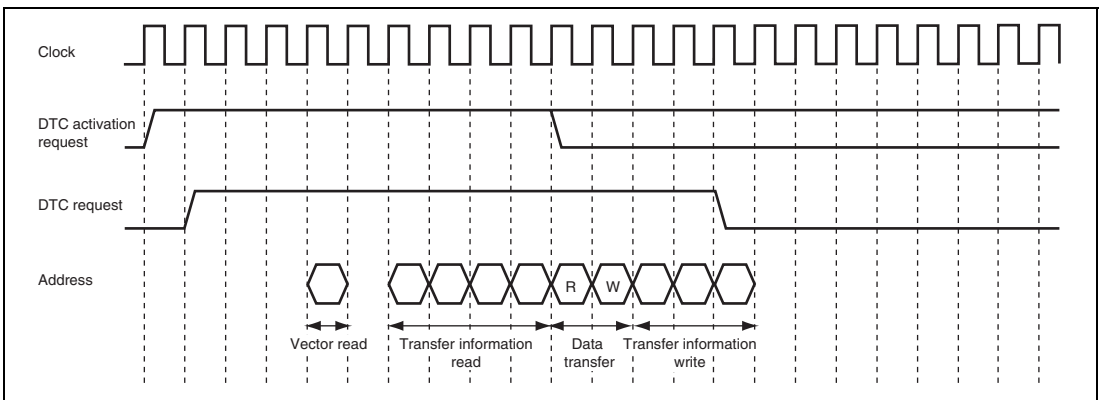 Clock
DTC activation
request
DTC request
Address
R W
Vector read
Transfer information
read
Data
transfer
Transfer information
write